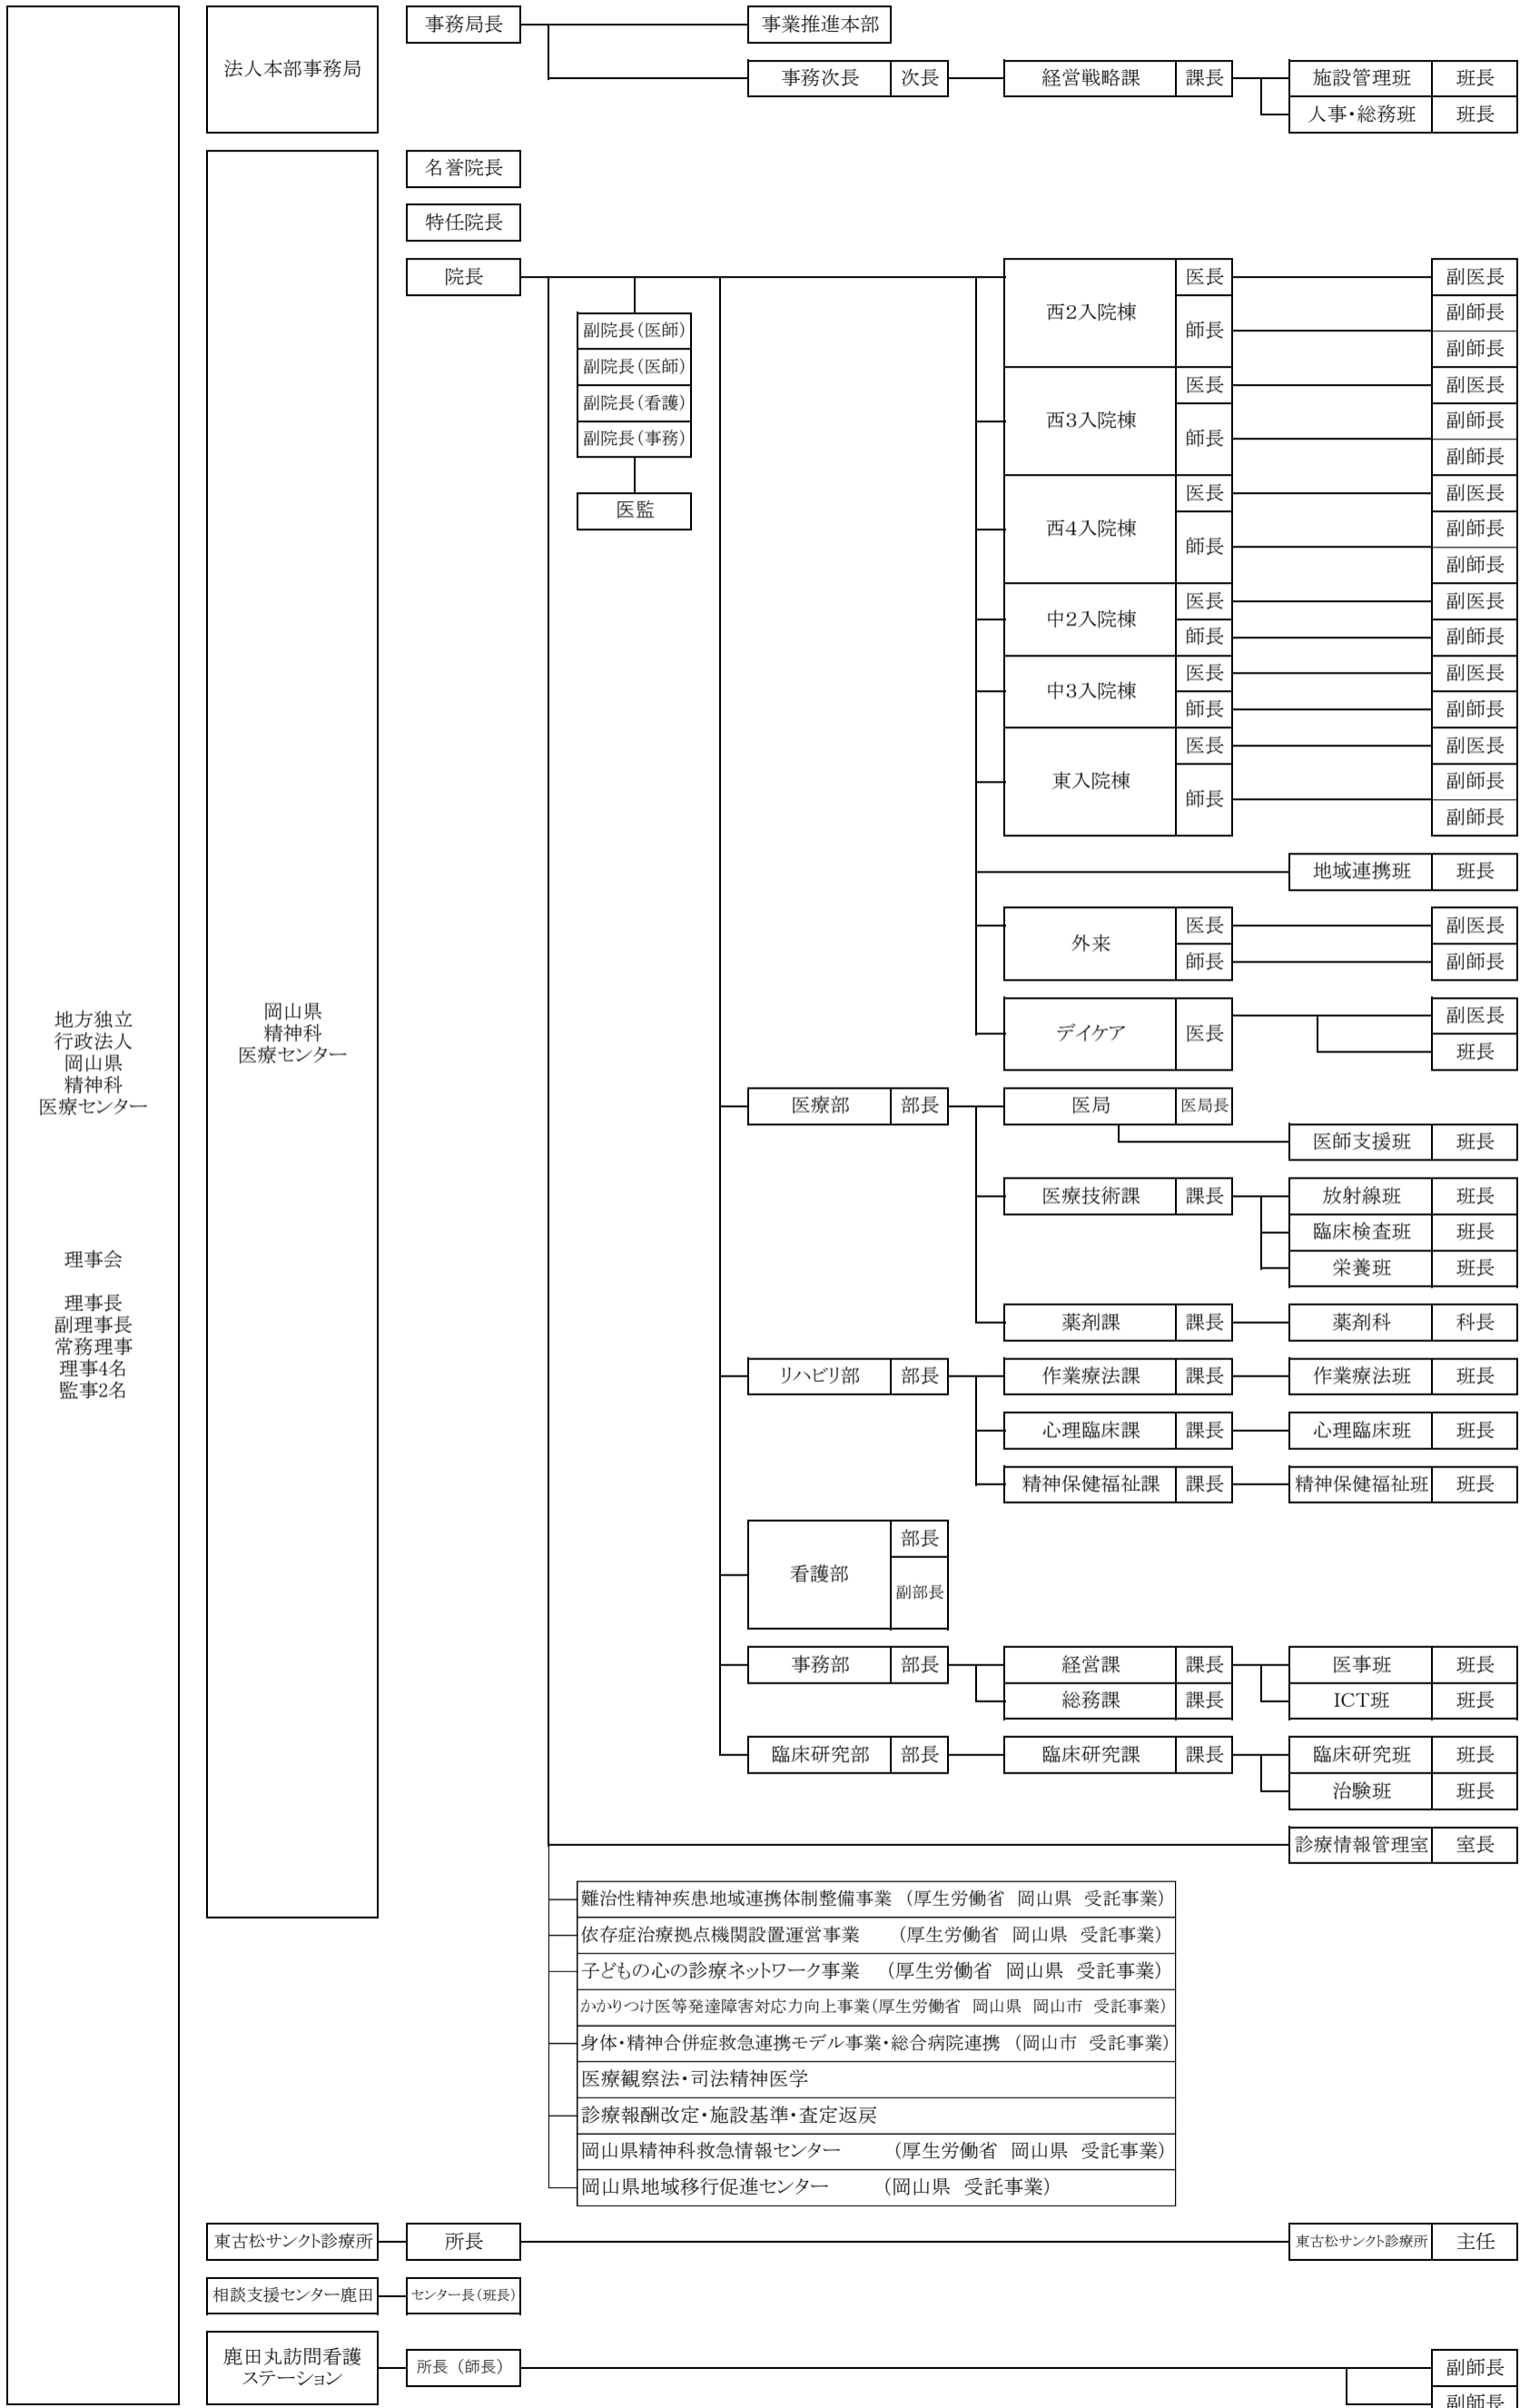 地方独立
行政法人
岡山県
精神科
医療センター
理事会
理事長
副理事長
常務理事
理事4名
監事2名
法人本部事務局
事務局長
事業推進本部
事務次長 次長 経営戦略課 課長 施設管理班 班長
人事・総務班 班長
岡山県
精神科
医療センター
名誉院長
特任院長
院長
副院長(医師)
副院長(医師)
副院長(看護)
副院長(事務)
医監
西2入院棟 医長 副医長
師長 副師長
副師長
西3入院棟 医長 副医長
師長 副師長
副師長
西4入院棟 医長 副医長
師長 副師長
副師長
中2入院棟 医長 副医長
師長 副師長
中3入院棟 医長 副医長
師長 副師長
東入院棟 医長 副医長
師長 副師長
副師長
地域連携班 班長
外来 医長 副医長
師長 副師長
デイケア 医長 副医長
班長
医療部 部長 医局 医局長
医師支援班 班長
医療技術課 課長 放射線班 班長
臨床検査班 班長
栄養班 班長
薬剤課 課長 薬剤科 科長
リハビリ部 部長 作業療法課 課長 作業療法班 班長
心理臨床課 課長 心理臨床班 班長
精神保健福祉課 課長 精神保健福祉班 班長
看護部 部長
副部長
事務部 部長 経営課 課長 医事班 班長
総務課 課長 ICT班 班長
臨床研究部 部長 臨床研究課 課長 臨床研究班 班長
治験班 班長
診療情報管理室 室長
難治性精神疾患地域連携体制整備事業 (厚生労働省 岡山県 受託事業)
依存症治療拠点機関設置運営事業 (厚生労働省 岡山県 受託事業)
子どもの心の診療ネットワーク事業 (厚生労働省 岡山県 受託事業)
かかりつけ医等発達障害対応力向上事業(厚生労働省 岡山県 岡山市 受託事業)
身体・精神合併症救急連携モデル事業・総合病院連携 (岡山市 受託事業)
医療観察法・司法精神医学
診療報酬改定・施設基準・査定返戻
岡山県精神科救急情報センター (厚生労働省 岡山県 受託事業)
岡山県地域移行促進センター (岡山県 受託事業)
東古松サンクト診療所 所長 東古松サンクト診療所 主任
相談支援センター鹿田 センター長(班長)
鹿田丸訪問看護
ステーション
所長 (師長) 副師長
副師長